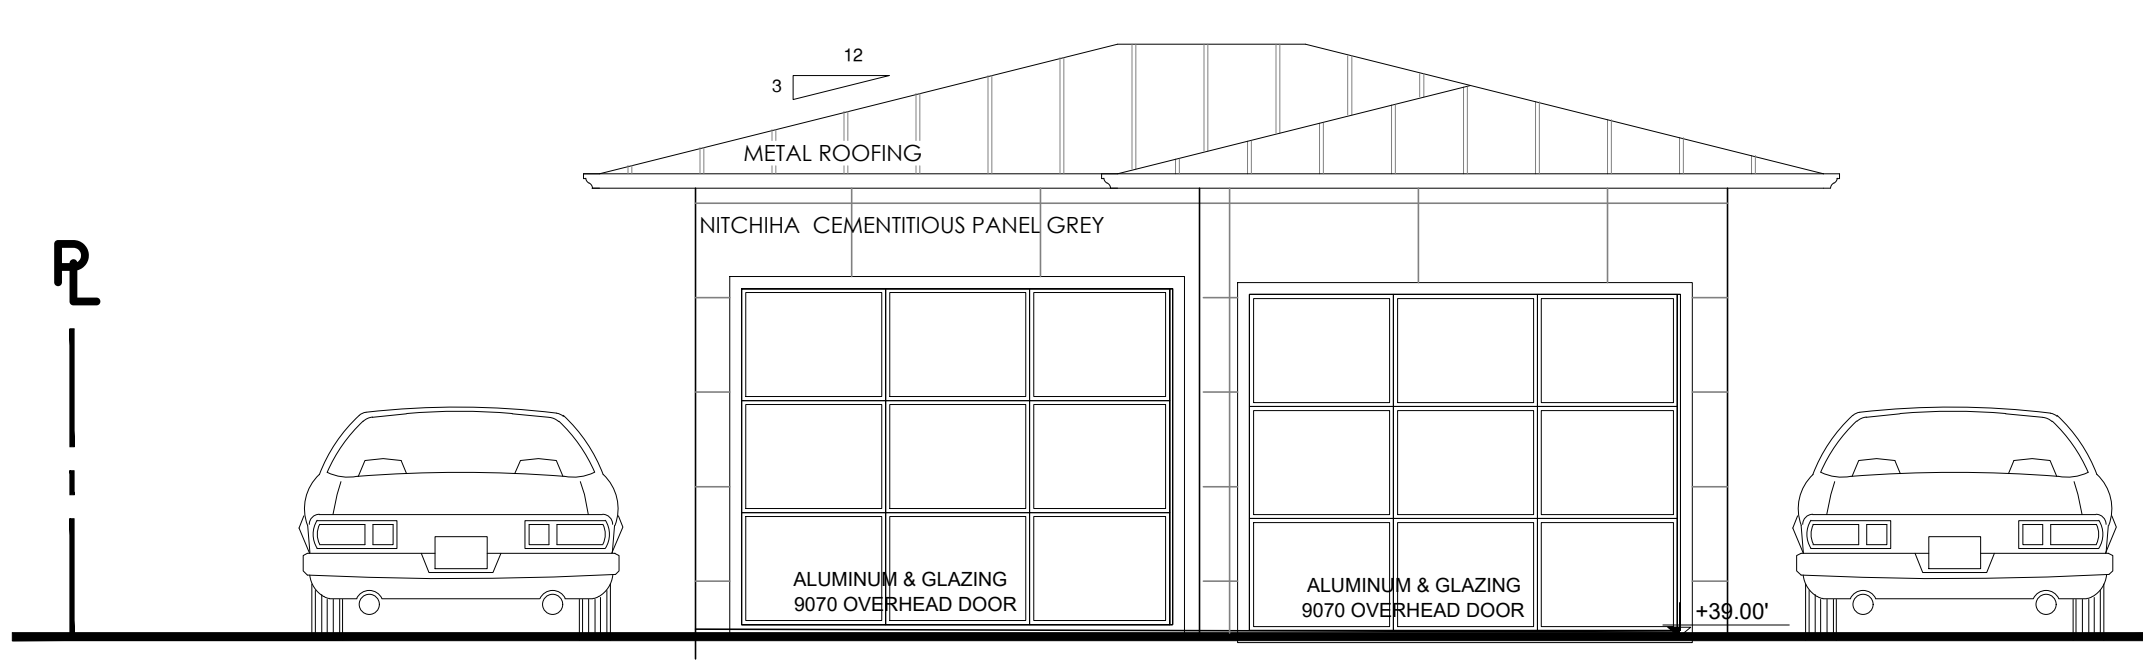 12
3
METAL ROOFING
NITCHIHA CEMENTITIOUS PANEL GREY
PL
ALUMINUM & GLAZING
9070 OVERHEAD DOOR
ALUMINUM & GLAZING
9070 OVERHEAD DOOR
+39.00'